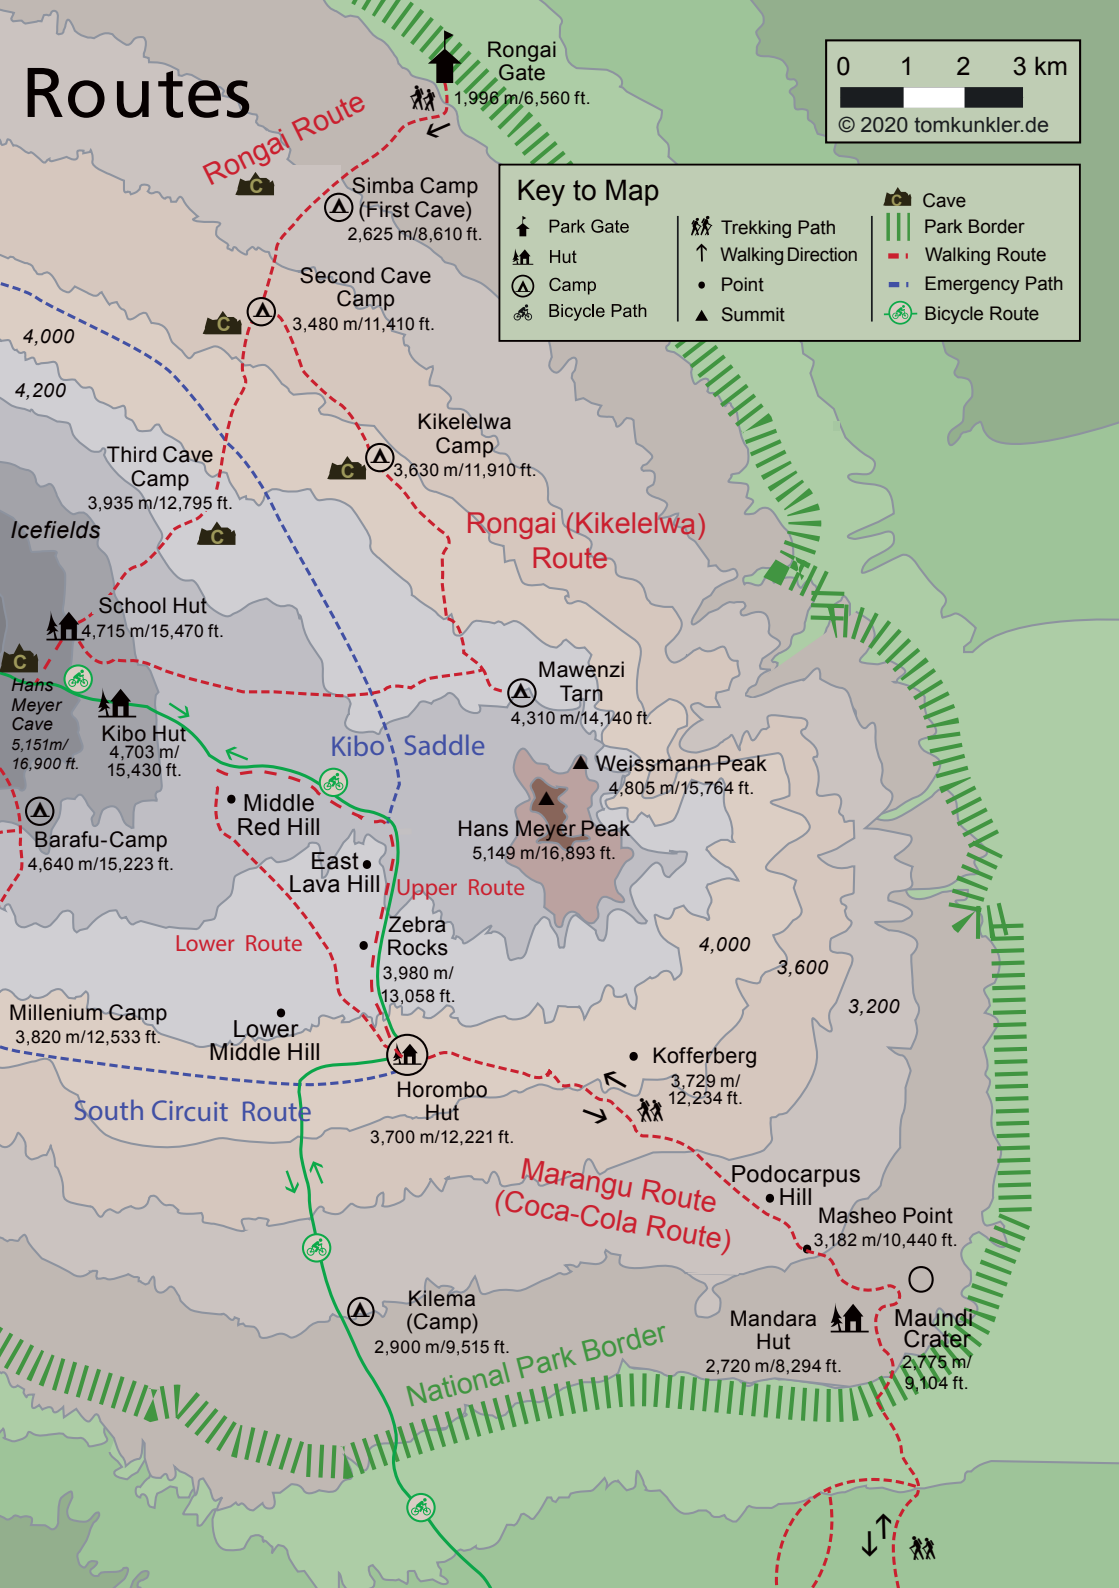 Routes
Rongai
Gate
1,996 m/6,560 ft.
Rongai Route
0 1 2 3 km
© 2020 tomkunkler.de
Key to Map
Park Gate
Hut
Camp
Bicycle Path
Trekking Path
Walking Direction
Point
Summit
Cave
Park Border
Walking Route
Emergency Path
Bicycle Route
C
C
Simba Camp
(First Cave)
2,625 m/8,610 ft.
Second Cave
Camp
3,480 m/11,410 ft.
C
4,000
4,200
Kikelelwa
Camp
3,630 m/11,910 ft.
C
Third Cave
Camp
3,935 m/12,795 ft.
C
Icefields
Rongai (Kikelelwa)
Route
School Hut
4,715 m/15,470 ft.
C
Hans
Meyer
Cave
5,151m/
16,900 ft.
Kibo Hut
4,703 m/
15,430 ft.
Mawenzi
Tarn
4,310 m/14,140 ft.
Kibo Saddle
Weissmann Peak
4,805 m/15,764 ft.
Hans Meyer Peak
5,149 m/16,893 ft.
Middle
Red Hill
Barafu-Camp
4,640 m/15,223 ft.
East
Lava Hill
Upper Route
Lower Route
Zebra
Rocks
3,980 m/
13,058 ft.
4,000
3,600
3,200
Millenium Camp
3,820 m/12,533 ft.
Lower
Middle Hill
South Circuit Route
Horombo
Hut
3,700 m/12,221 ft.
Kofferberg
3,729 m/
12,234 ft.
Marangu Route
(Coca-Cola Route)
Podocarpus
Hill
Masheo Point
3,182 m/10,440 ft.
Kilema
(Camp)
2,900 m/9,515 ft.
Mandara
Hut
2,720 m/8,294 ft.
Maundi
Crater
2,775 m/
9,104 ft.
National Park Border